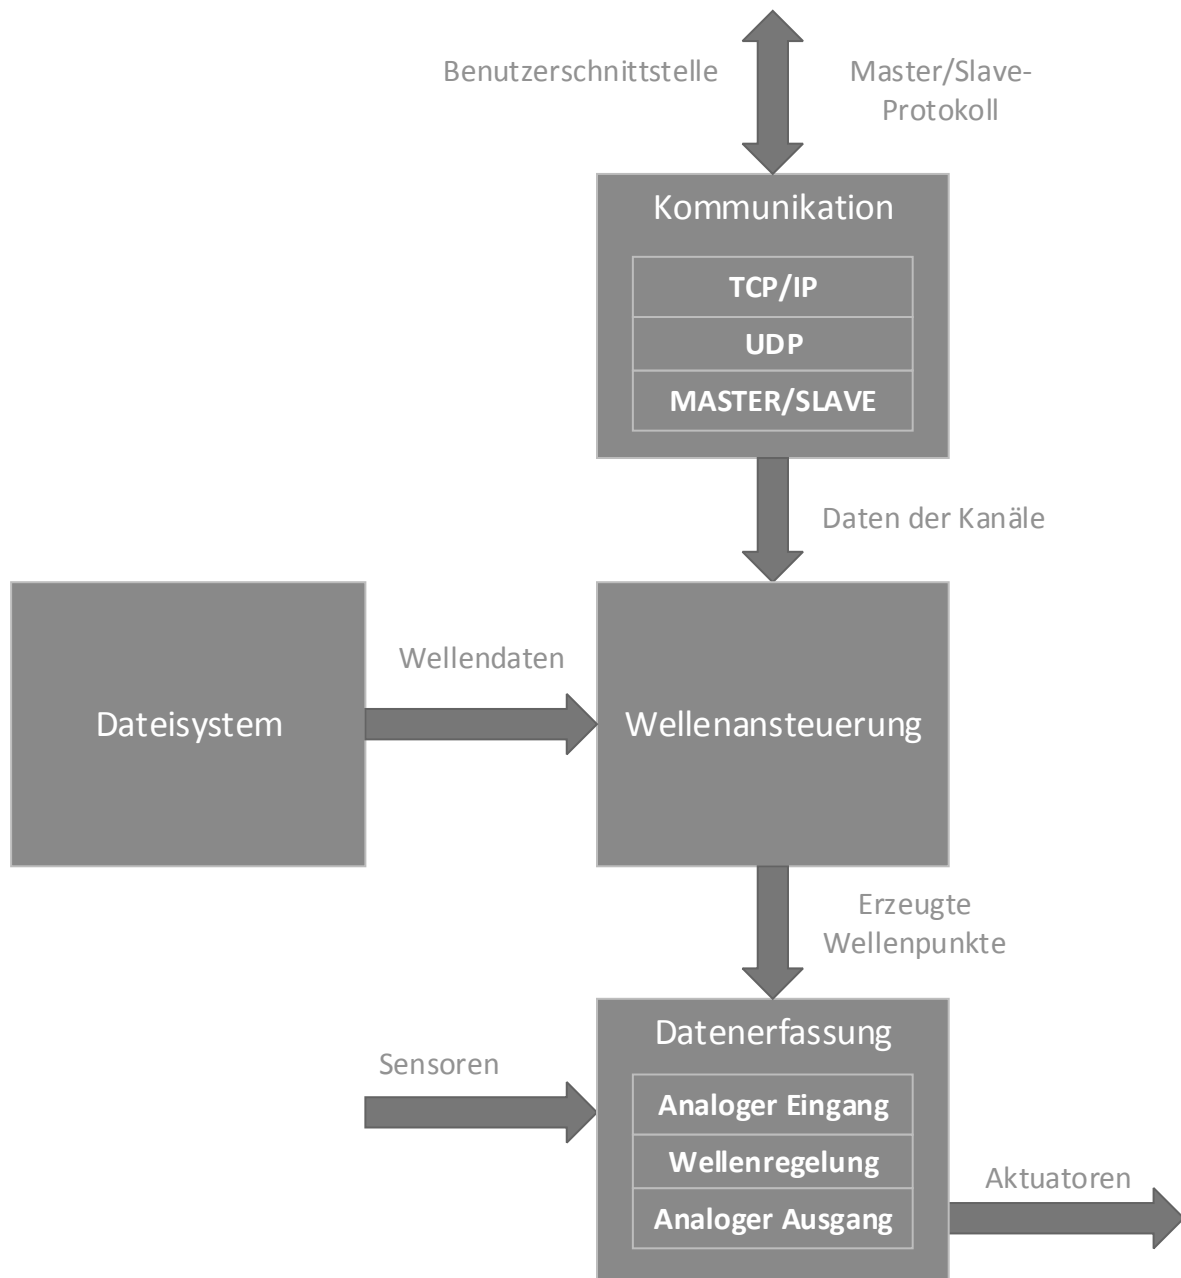 Benutzerschnittstelle
Master/Slave-
Protokoll
Kommunikation
TCP/IP
UDP
MASTER/SLAVE
Daten der Kanäle
Wellendaten
Dateisystem
Wellenansteuerung
Erzeugte
Wellenpunkte
Datenerfassung
Sensoren
Analoger Eingang
Wellenregelung
Analoger Ausgang
Aktuatoren